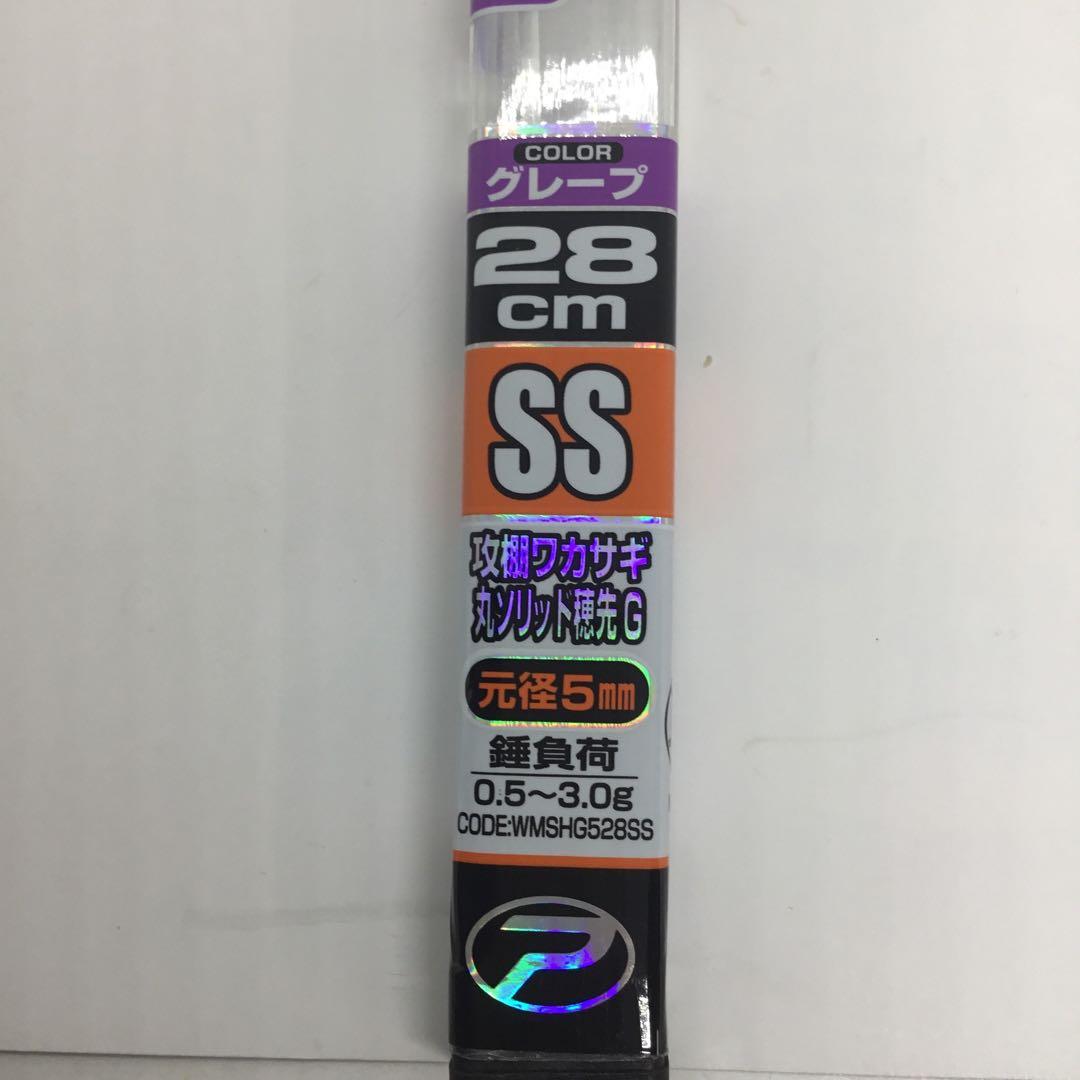 COLOR
グレープ
28
cm
SS
攻棚ワカサギ
丸ソリッド穂先G
元径5mm
錘負荷
0.5～3.0g
CODE:WMSHG528SS
P